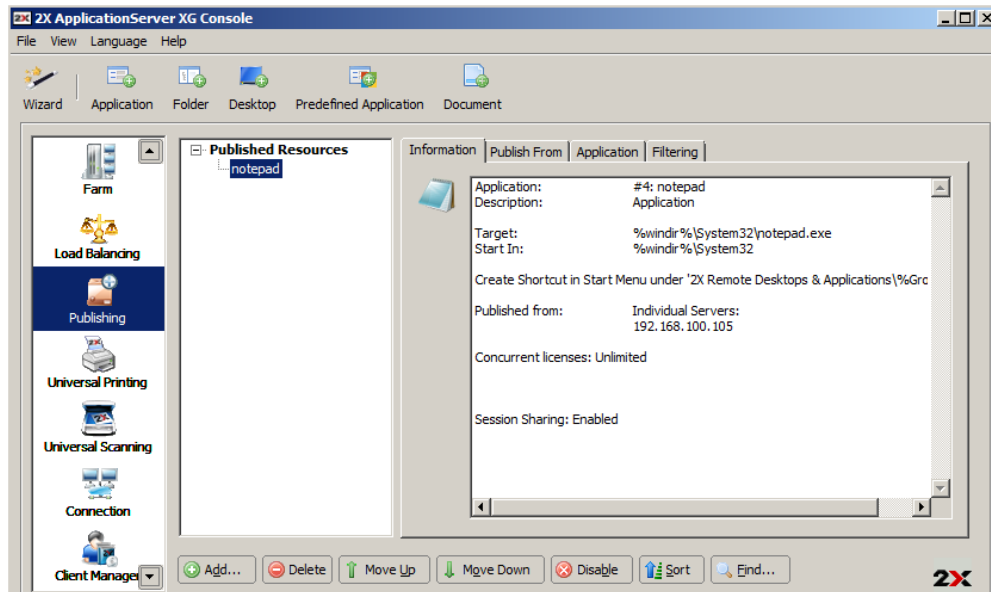 2X ApplicationServer XG Console
File View Language Help
Wizard Application Folder Desktop Predefined Application Document
Farm
Load Balancing
Publishing
Universal Printing
Universal Scanning
Connection
Client Manager
Published Resources
notepad
Information Publish From Application Filtering
Application: #4: notepad
Description: Application
Target: %windir%\System32\notepad.exe
Start In: %windir%\System32
Create Shortcut in Start Menu under '2X Remote Desktops & Applications\%Gro
Published from: Individual Servers:
192.168.100.105
Concurrent licenses: Unlimited
Session Sharing: Enabled
Add... Delete Move Up Move Down Disable Sort Find...
2X